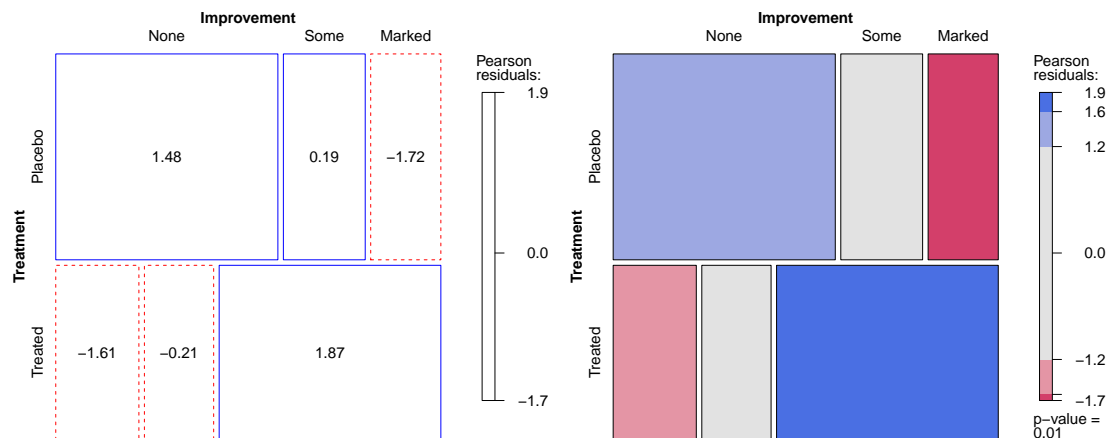 Improvement
None Some Marked
Treatment
Placebo
Treated
1.48 0.19 −1.72
−1.61 −0.21 1.87
Pearson
residuals:
1.9
0.0
−1.7
Improvement
None Some Marked
Treatment
Placebo
Treated
Pearson
residuals:
1.9
1.6
1.2
0.0
−1.2
−1.7
p−value =
0.01